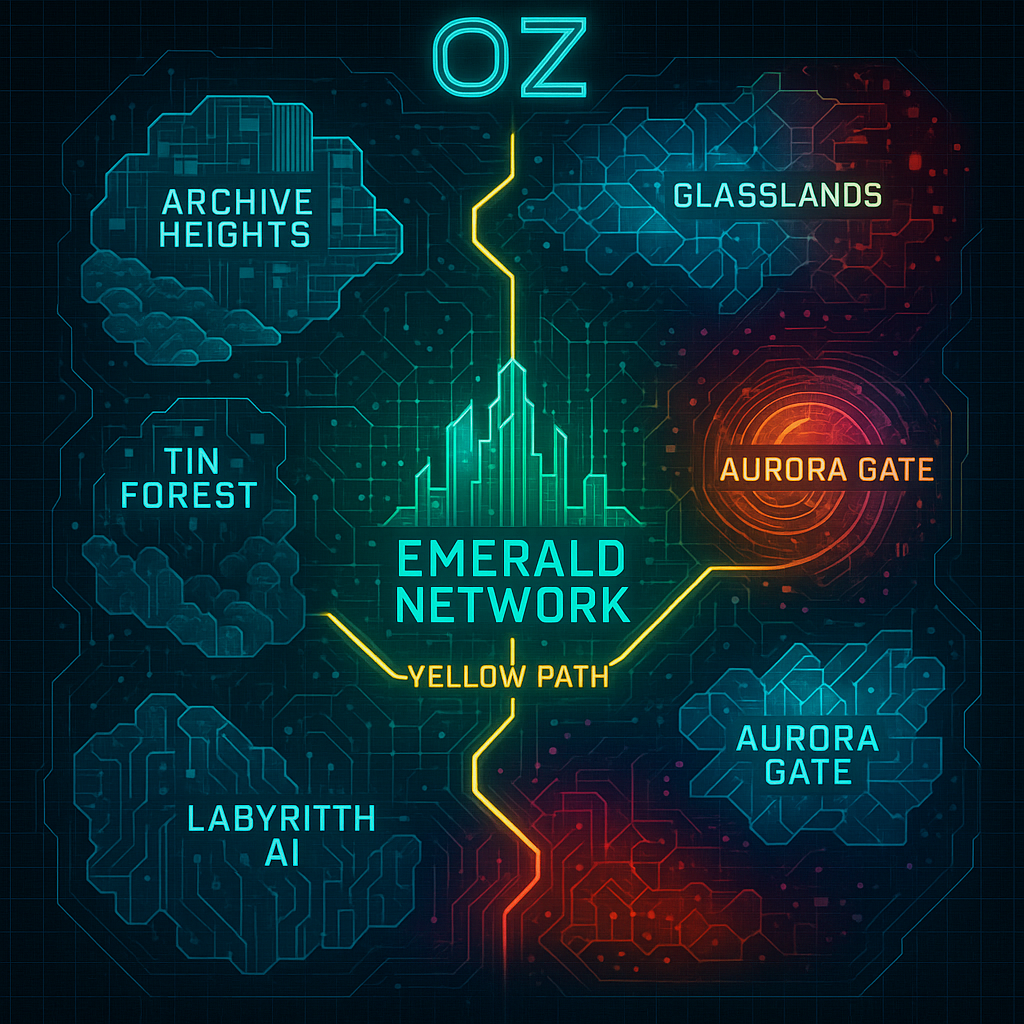 OZ
ARCHIVE
HEIGHTS
GLASSLANDS
TIN
FOREST
AURORA GATE
EMERALD
NETWORK
YELLOW PATH
AURORA
GATE
LABYRITTH
AI